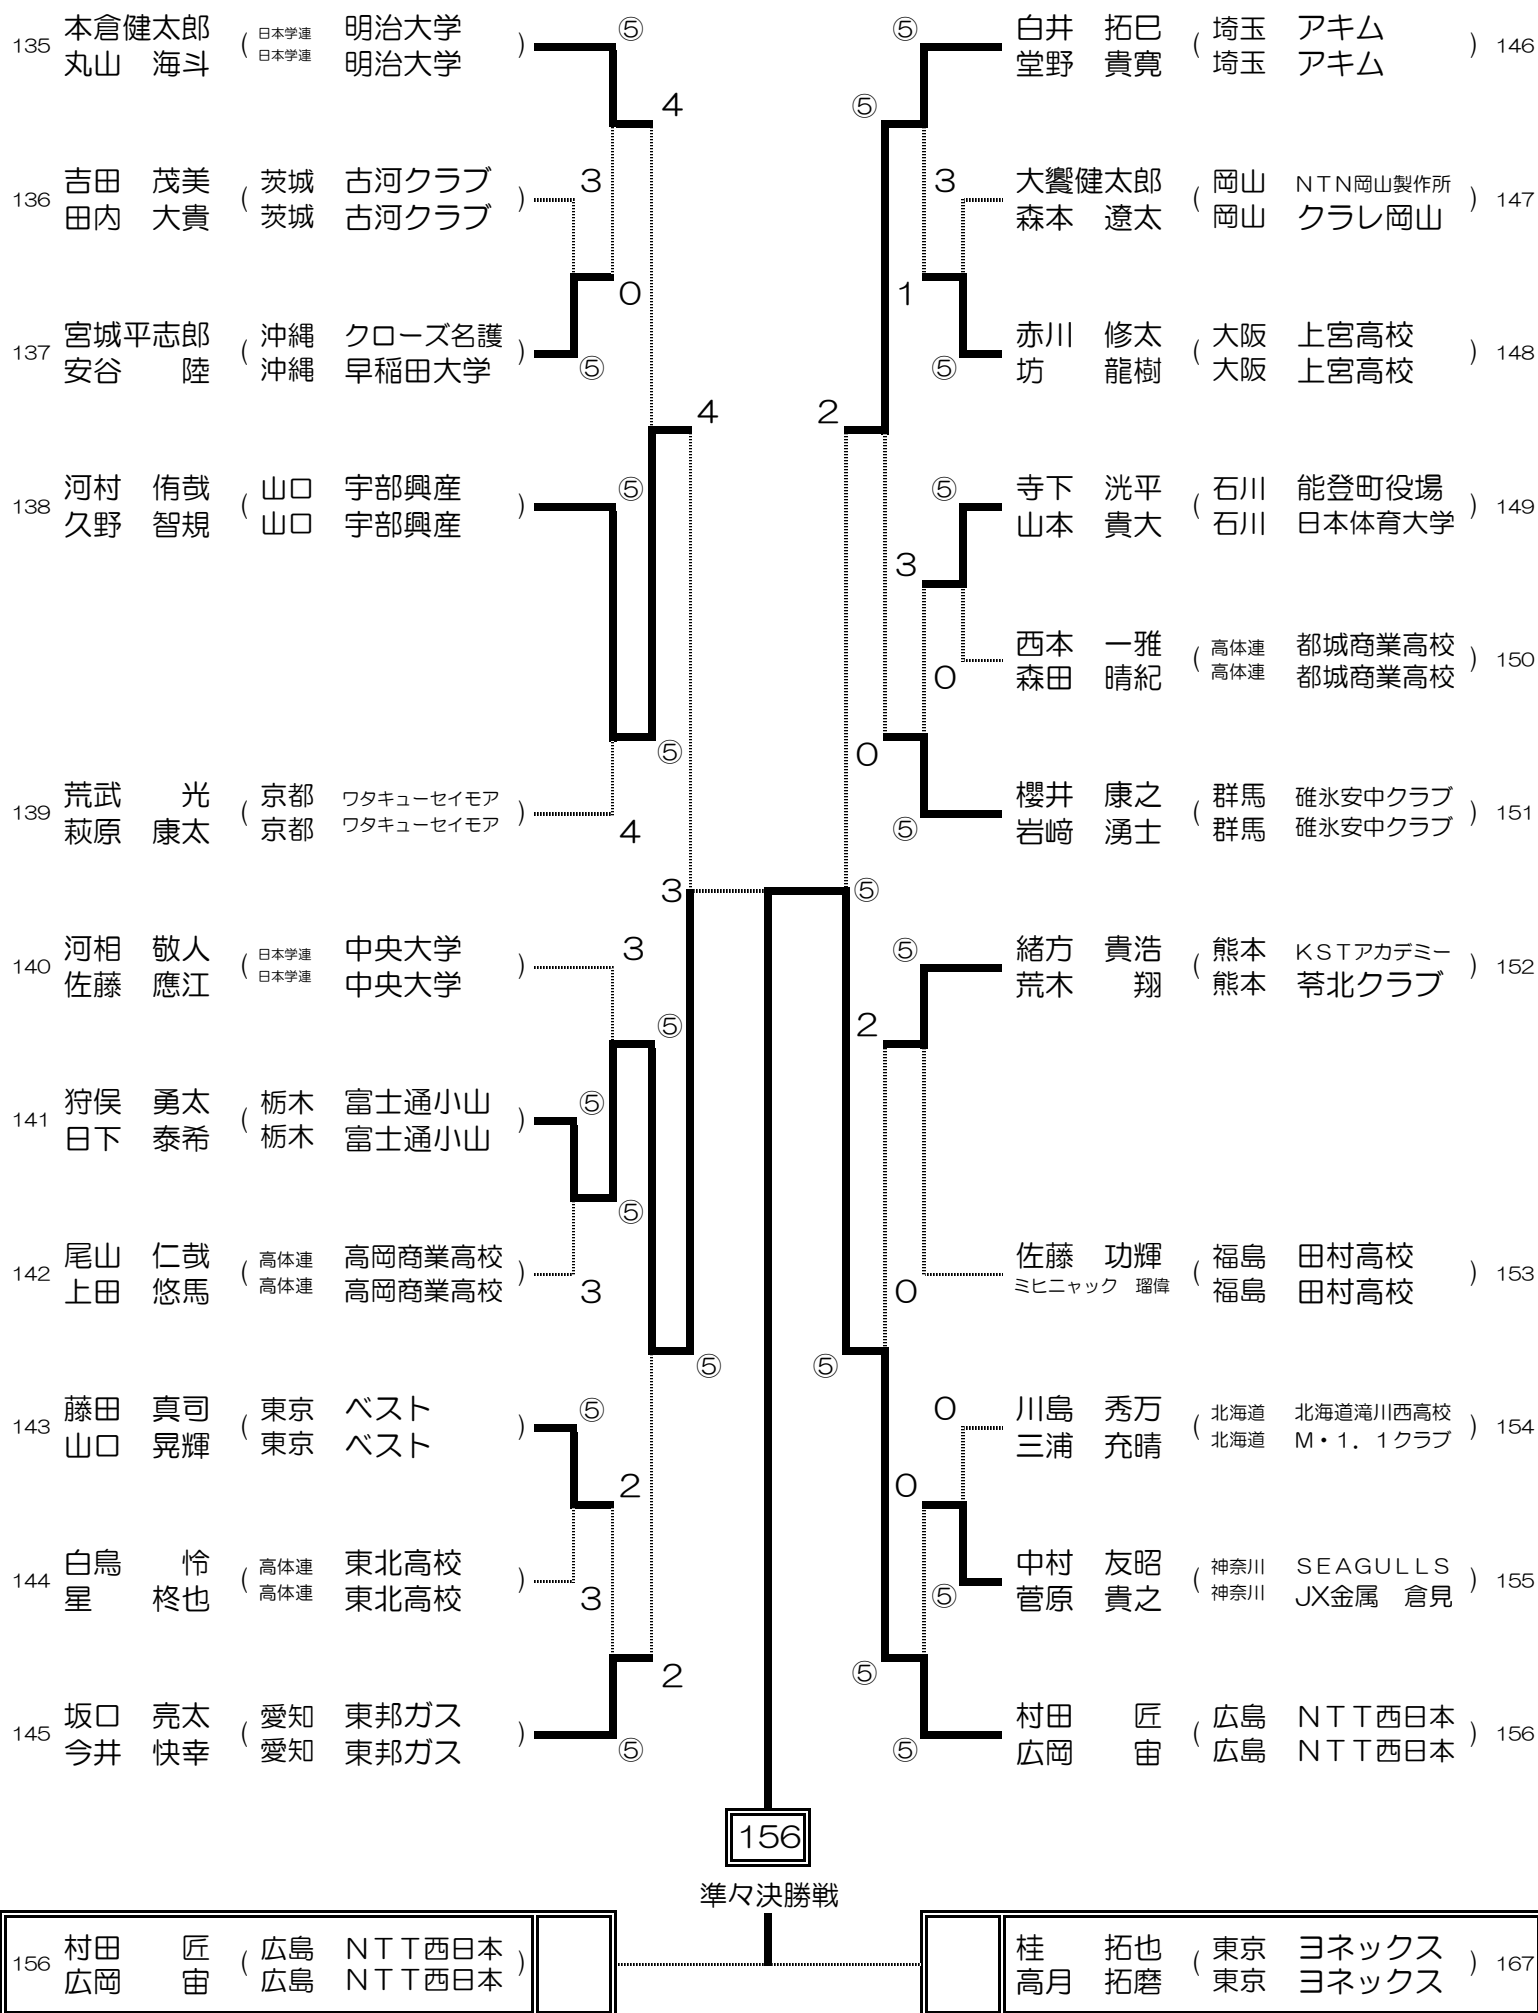 135 本倉健太郎 ( 日本学連 明治大学 )
丸山 海斗 日本学連 明治大学
⑤
4
136 吉田 茂美 ( 茨城 古河クラブ )
田内 大貴 茨城 古河クラブ
3
0
137 宮城平志郎 ( 沖縄 クローズ名護 )
安谷 陸 沖縄 早稲田大学
⑤
4
138 河村 侑哉 ( 山口 宇部興産 )
久野 智規 山口 宇部興産
⑤
⑤
139 荒武 光 ( 京都 ワタキューセイモア )
萩原 康太 京都 ワタキューセイモア
4
3
140 河相 敬人 ( 日本学連 中央大学 )
佐藤 應江 日本学連 中央大学
3
⑤
141 狩俣 勇太 ( 栃木 富士通小山 )
日下 泰希 栃木 富士通小山
⑤
⑤
142 尾山 仁哉 ( 高体連 高岡商業高校 )
上田 悠馬 高体連 高岡商業高校
3
⑤
143 藤田 真司 ( 東京 ベスト )
山口 晃輝 東京 ベスト
⑤
2
144 白鳥 怜 ( 高体連 東北高校 )
星 柊也 高体連 東北高校
3
2
145 坂口 亮太 ( 愛知 東邦ガス )
今井 快幸 愛知 東邦ガス
⑤
⑤
白井 拓巳 ( 埼玉 アキム ) 146
堂野 貴寛 埼玉 アキム
⑤
3
大饗健太郎 ( 岡山 NTN岡山製作所 ) 147
森本 遼太 岡山 クラレ岡山
1
赤川 修太 ( 大阪 上宮高校 ) 148
坊 龍樹 大阪 上宮高校
⑤
2
⑤
寺下 洸平 ( 石川 能登町役場 ) 149
山本 貴大 石川 日本体育大学
3
西本 一雅 ( 高体連 都城商業高校 ) 150
森田 晴紀 高体連 都城商業高校
0
0
櫻井 康之 ( 群馬 碓氷安中クラブ ) 151
岩﨑 湧士 群馬 碓氷安中クラブ
⑤
⑤
⑤
緒方 貴浩 ( 熊本 KSTアカデミー ) 152
荒木 翔 熊本 苓北クラブ
2
佐藤 功輝 ( 福島 田村高校 ) 153
ミヒニャック 瑠偉 福島 田村高校
0
⑤
0
川島 秀万 ( 北海道 北海道滝川西高校 ) 154
三浦 充晴 北海道 M・1.1クラブ
0
中村 友昭 ( 神奈川 SEAGULLS ) 155
菅原 貴之 神奈川 JX金属 倉見
⑤
⑤
村田 匠 ( 広島 NTT西日本 ) 156
広岡 宙 広島 NTT西日本
⑤
156
準々決勝戦
156 村田 匠 ( 広島 NTT西日本 )
広岡 宙 広島 NTT西日本
桂 拓也 ( 東京 ヨネックス ) 167
高月 拓磨 東京 ヨネックス